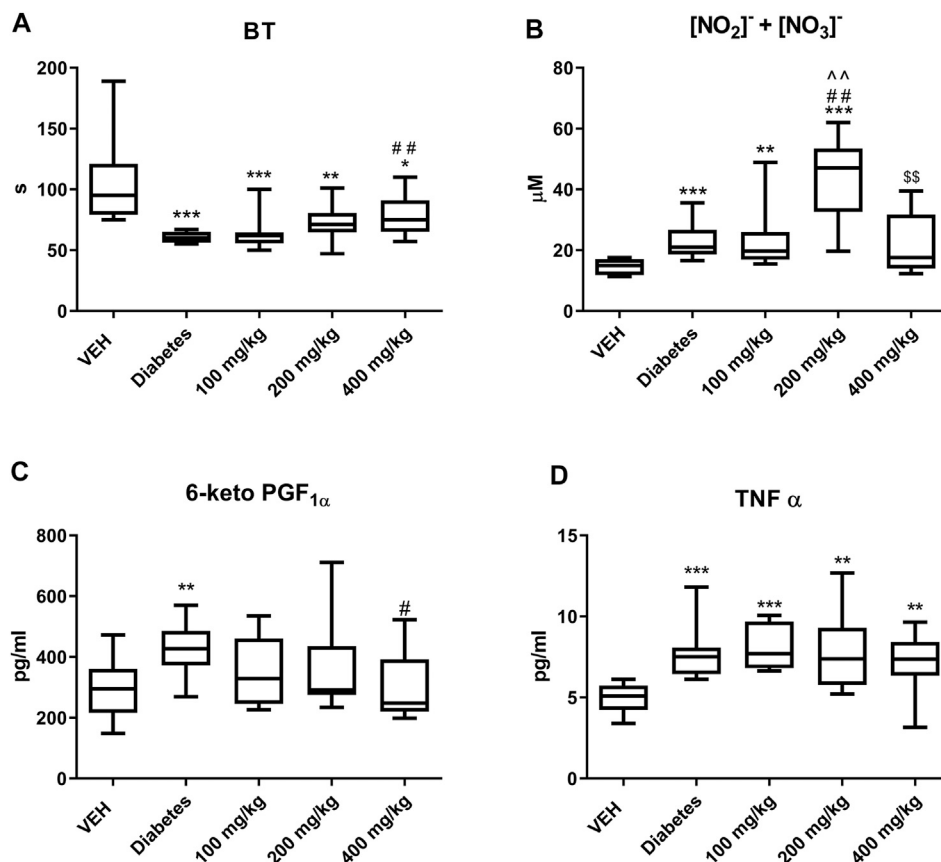 A
BT
200
150
100
50
0
s
***
***
**
# #
*
VEH
Diabetes
100 mg/kg
200 mg/kg
400 mg/kg
B
[NO₂]⁻ + [NO₃]⁻
80
60
40
20
0
µM
***
**
^ ^
# #
***
$$
VEH
Diabetes
100 mg/kg
200 mg/kg
400 mg/kg
C
6-keto PGF₁α
800
600
400
200
0
pg/ml
**
#
VEH
Diabetes
100 mg/kg
200 mg/kg
400 mg/kg
D
TNF α
15
10
5
0
pg/ml
***
***
**
**
VEH
Diabetes
100 mg/kg
200 mg/kg
400 mg/kg